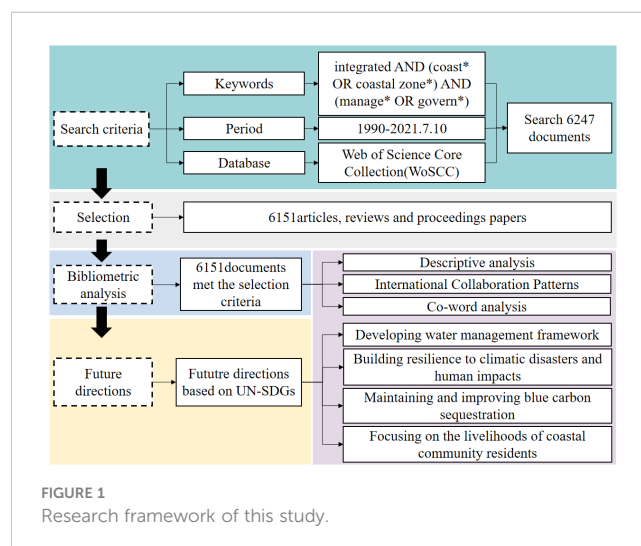 Keywords
integrated AND (coast*
OR coastal zone*) AND
(manage* OR govern*)
Search criteria
Period
1990-2021.7.10
Search 6247
documents
Database
Web of Science Core
Collection(WoSCC)
Selection
6151articles, reviews and proceedings papers
Bibliometric
analysis
6151documents
met the selection
criteria
Descriptive analysis
International Collaboration Patterns
Co-word analysis
Future
directions
Fututre directions
based on UN-SDGs
Developing water management framework
Building resilience to climatic disasters and
human impacts
Maintaining and improving blue carbon
sequestration
Focusing on the livelihoods of coastal
community residents
FIGURE 1
Research framework of this study.